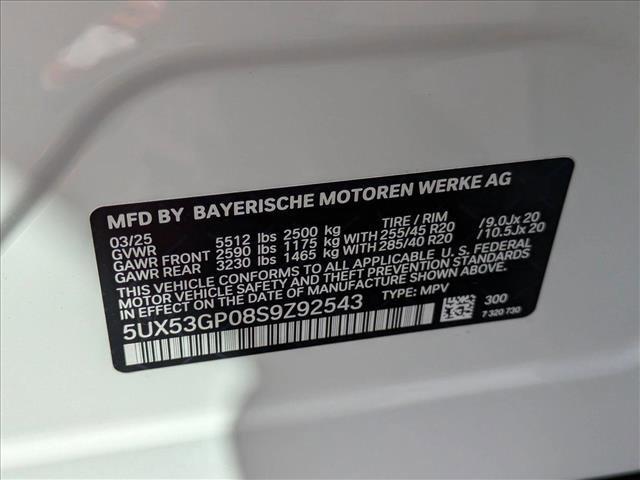 MFD BY BAYERISCHE MOTOREN WERKE AG
03/25 5512 lbs 2500 kg TIRE / RIM
GVWR
GAWR FRONT 2590 lbs 1175 kg WITH 255/45 R20 /9.0Jx 20
GAWR REAR 3230 lbs 1465 kg WITH 285/40 R20 /10.5Jx 20
THIS VEHICLE CONFORMS TO ALL APPLICABLE U. S. FEDERAL
MOTOR VEHICLE SAFETY, BUMPER, AND THEFT PREVENTION STANDARDS
IN EFFECT ON THE DATE OF MANUFACTURE SHOWN ABOVE.
5UX53GP08S9Z92543 TYPE: MPV 300
7 320 730